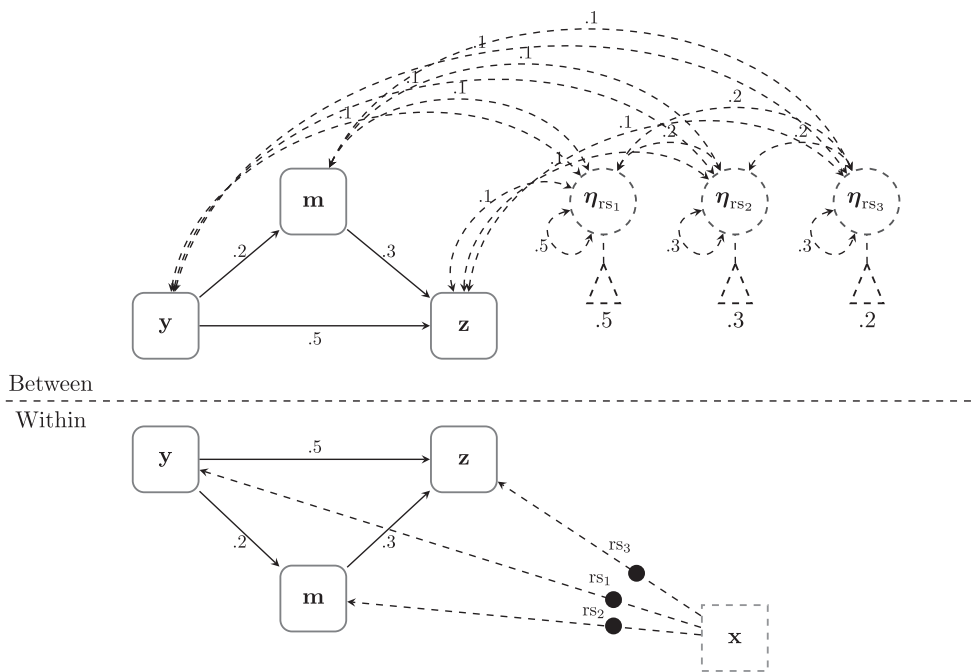 .1
.1
.1
.1
.1
.1
.2
.1
.2
.2
.1
.1
m
η_rs₁
η_rs₂
η_rs₃
.5
.3
.3
.2
.3
y
z
.5
.5
.3
.2
Between
Within
y
.5
z
.2
.3
rs₃
rs₁
m
rs₂
x